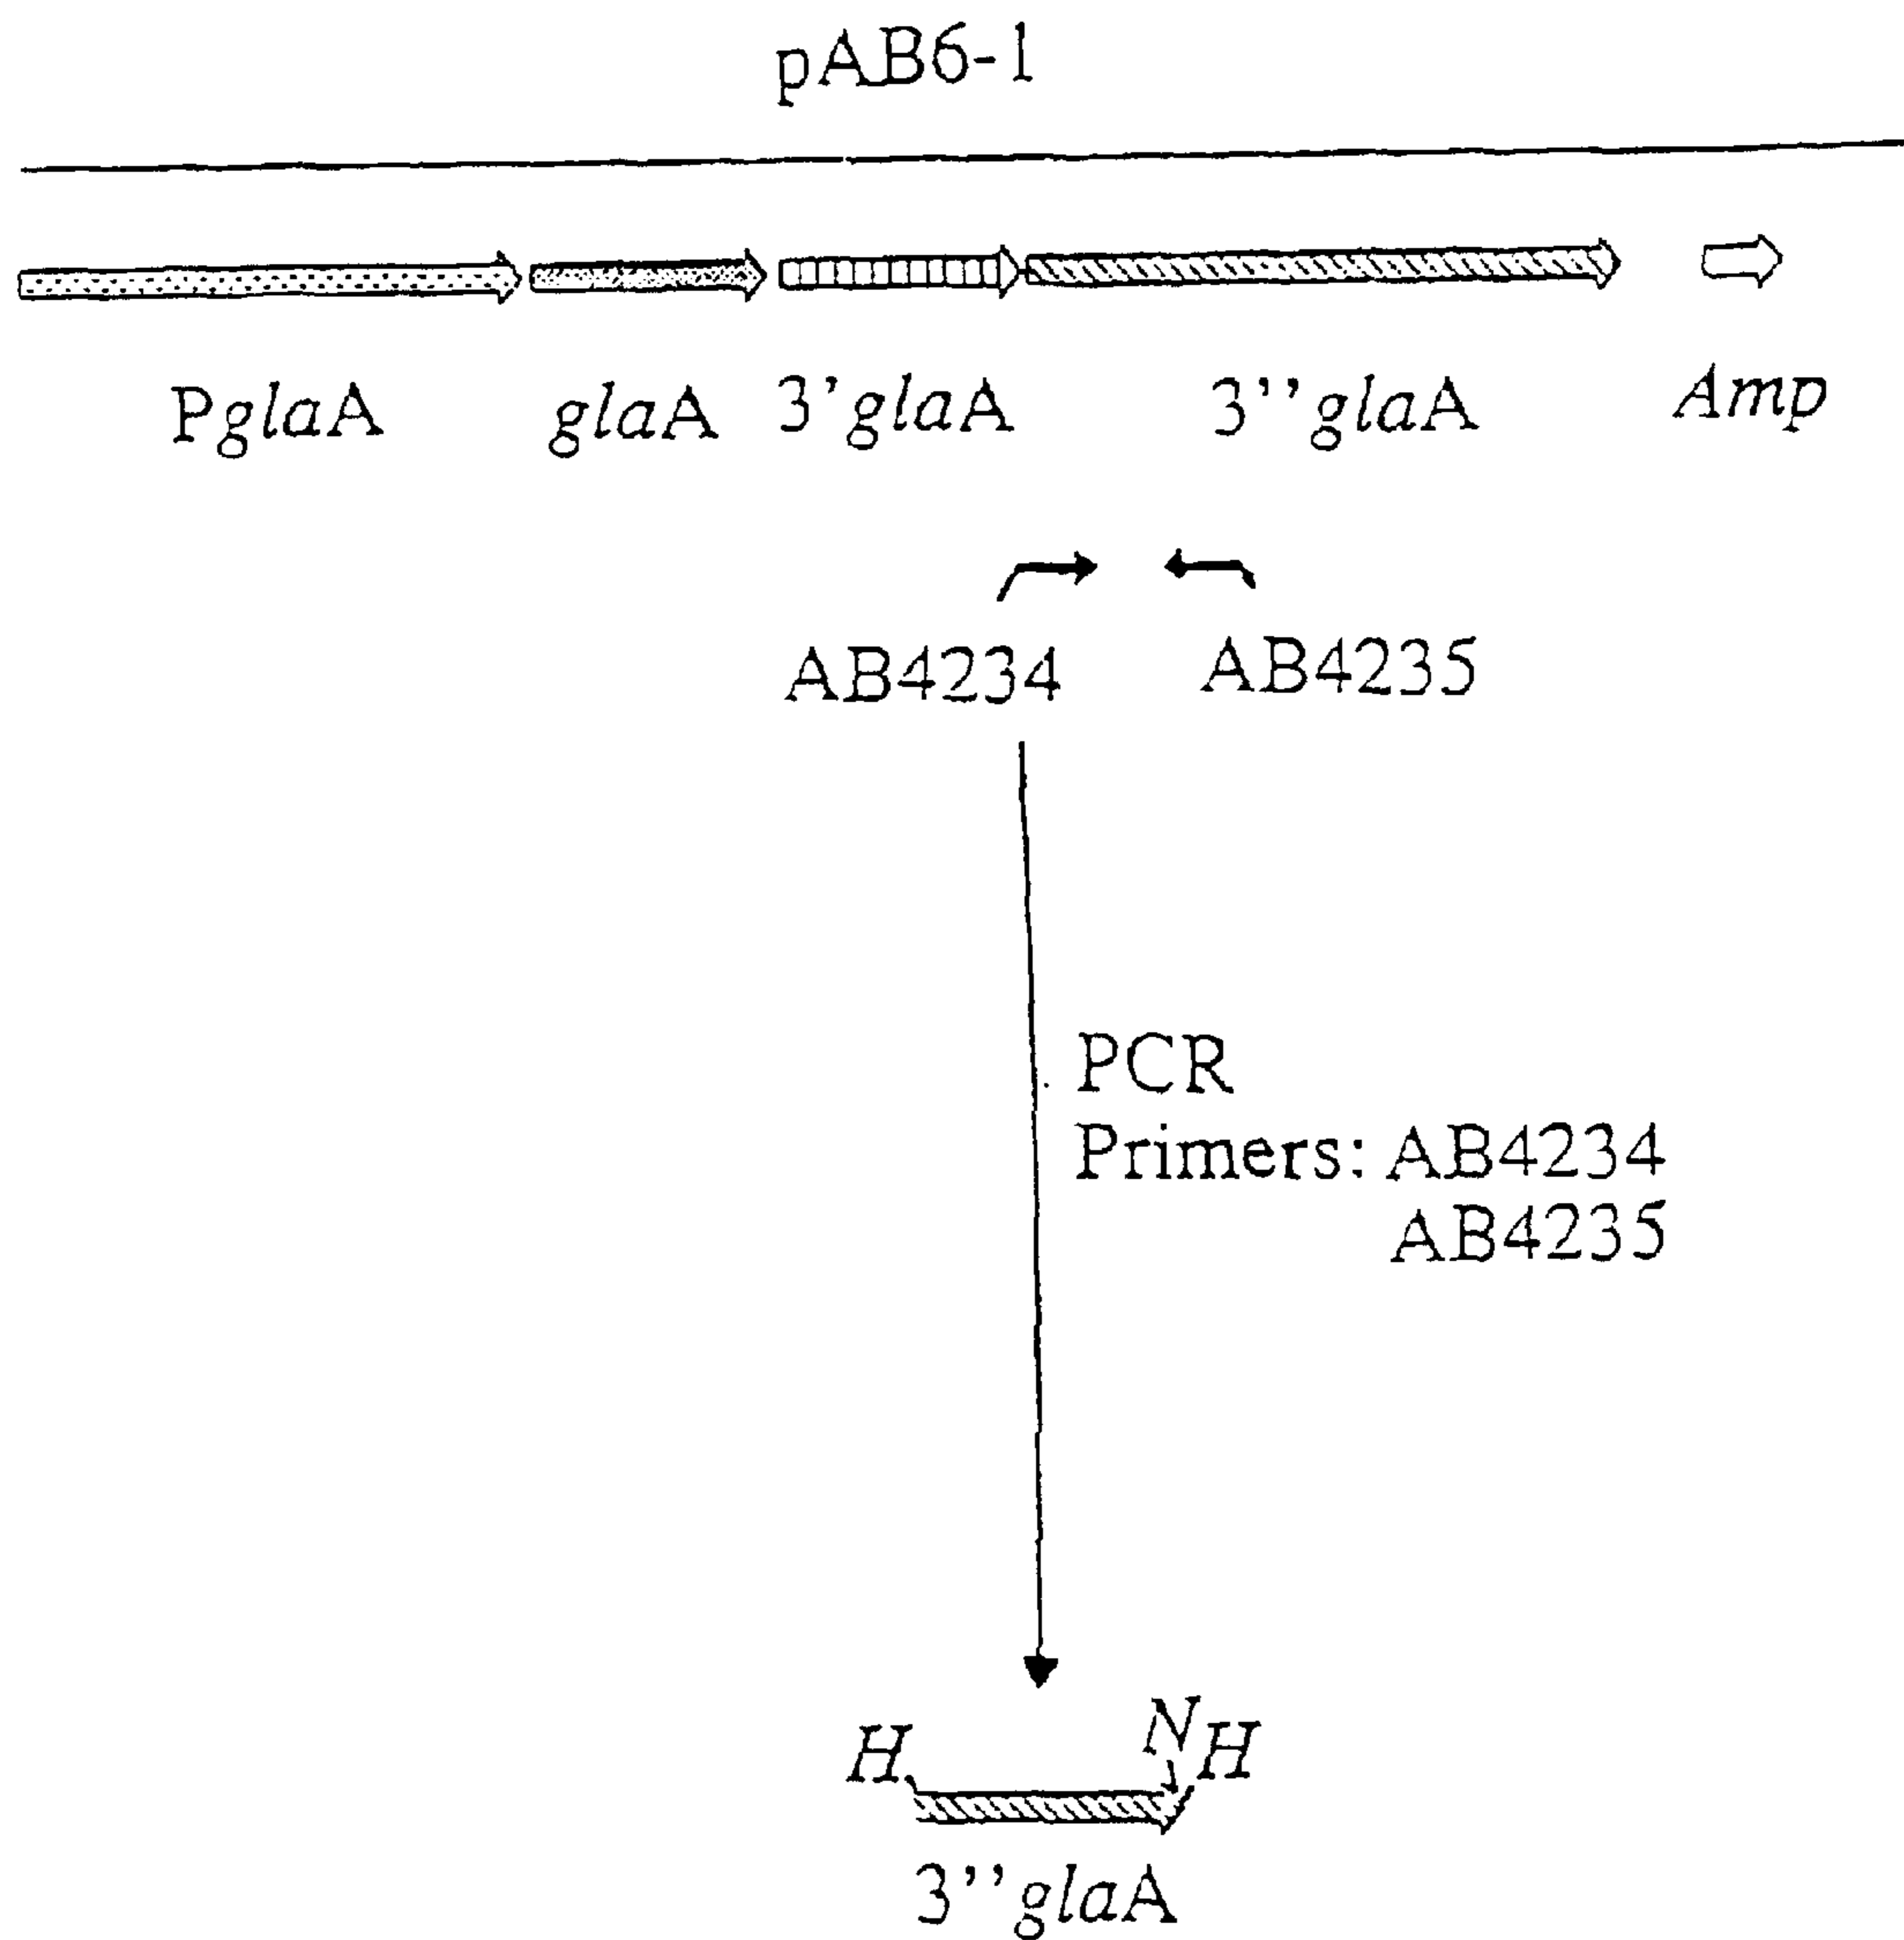 pAB6-1
PglaA glaA 3’glaA 3’’glaA Amp
AB4234 AB4235
PCR
Primers: AB4234
AB4235
H N H
3’’glaA